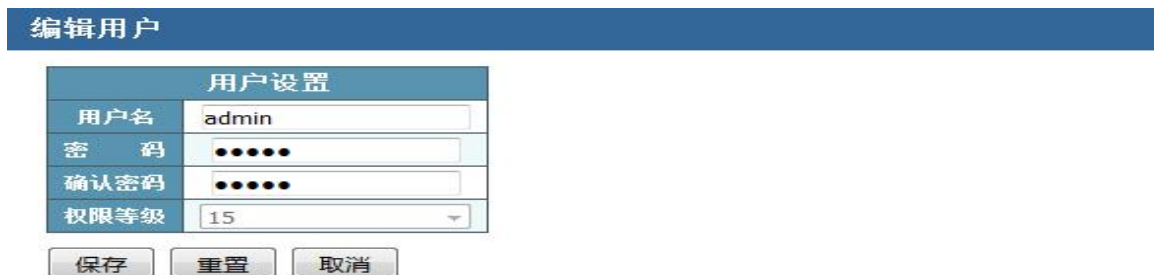 编辑用户
用户设置
用户名 admin
密 码 •••••
确认密码 •••••
权限等级 15
保存 重置 取消